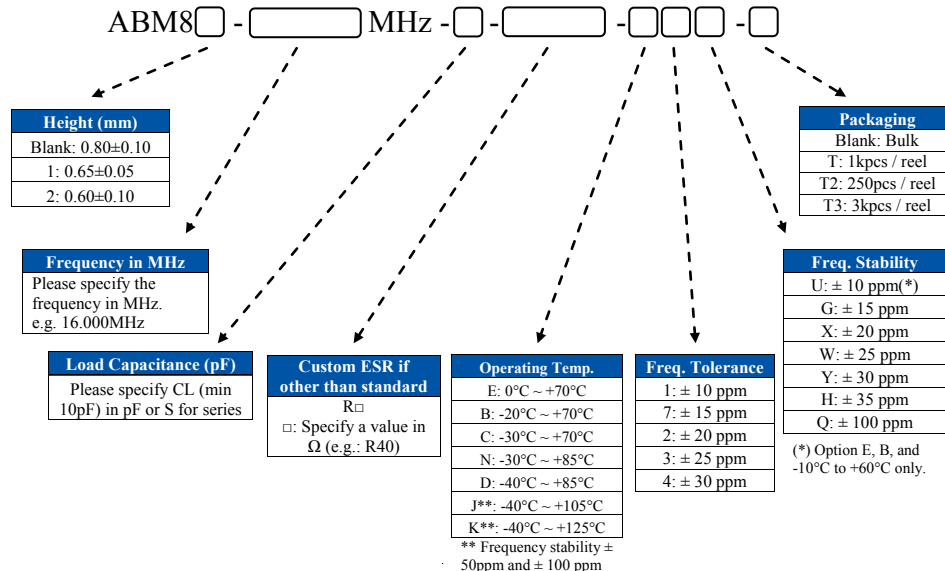 ABM8□ - □ MHz - □ - □ - □□□ - □
Height (mm)
Blank: 0.80±0.10
1: 0.65±0.05
2: 0.60±0.10
Packaging
Blank: Bulk
T: 1kpcs / reel
T2: 250pcs / reel
T3: 3kpcs / reel
Frequency in MHz
Please specify the
frequency in MHz.
e.g. 16.000MHz
Freq. Stability
U: ± 10 ppm(*)
G: ± 15 ppm
X: ± 20 ppm
W: ± 25 ppm
Y: ± 30 ppm
H: ± 35 ppm
Q: ± 100 ppm
(*) Option E, B, and
-10°C to +60°C only.
Load Capacitance (pF)
Please specify CL (min
10pF) in pF or S for series
Custom ESR if
other than standard
R□
□: Specify a value in
Ω (e.g.: R40)
Operating Temp.
E: 0°C ~ +70°C
B: -20°C ~ +70°C
C: -30°C ~ +70°C
N: -30°C ~ +85°C
D: -40°C ~ +85°C
J**: -40°C ~ +105°C
K**: -40°C ~ +125°C
** Frequency stability ±
50ppm and ± 100 ppm
Freq. Tolerance
1: ± 10 ppm
7: ± 15 ppm
2: ± 20 ppm
3: ± 25 ppm
4: ± 30 ppm